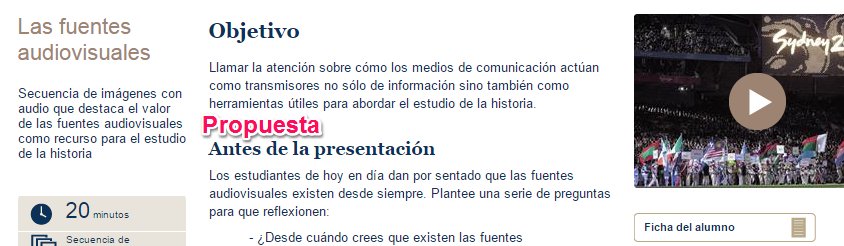 Las fuentes
audiovisuales
Secuencia de imágenes con
audio que destaca el valor
de las fuentes audiovisuales
como recurso para el estudio
de la historia
20 minutos
Secuencia de
Objetivo
Llamar la atención sobre cómo los medios de comunicación actúan
como transmisores no sólo de información sino también como
herramientas útiles para abordar el estudio de la historia.
Propuesta
Antes de la presentación
Los estudiantes de hoy en día dan por sentado que las fuentes
audiovisuales existen desde siempre. Plantee una serie de preguntas
para que reflexionen:
- ¿Desde cuándo crees que existen las fuentes
Sydney 2
Ficha del alumno